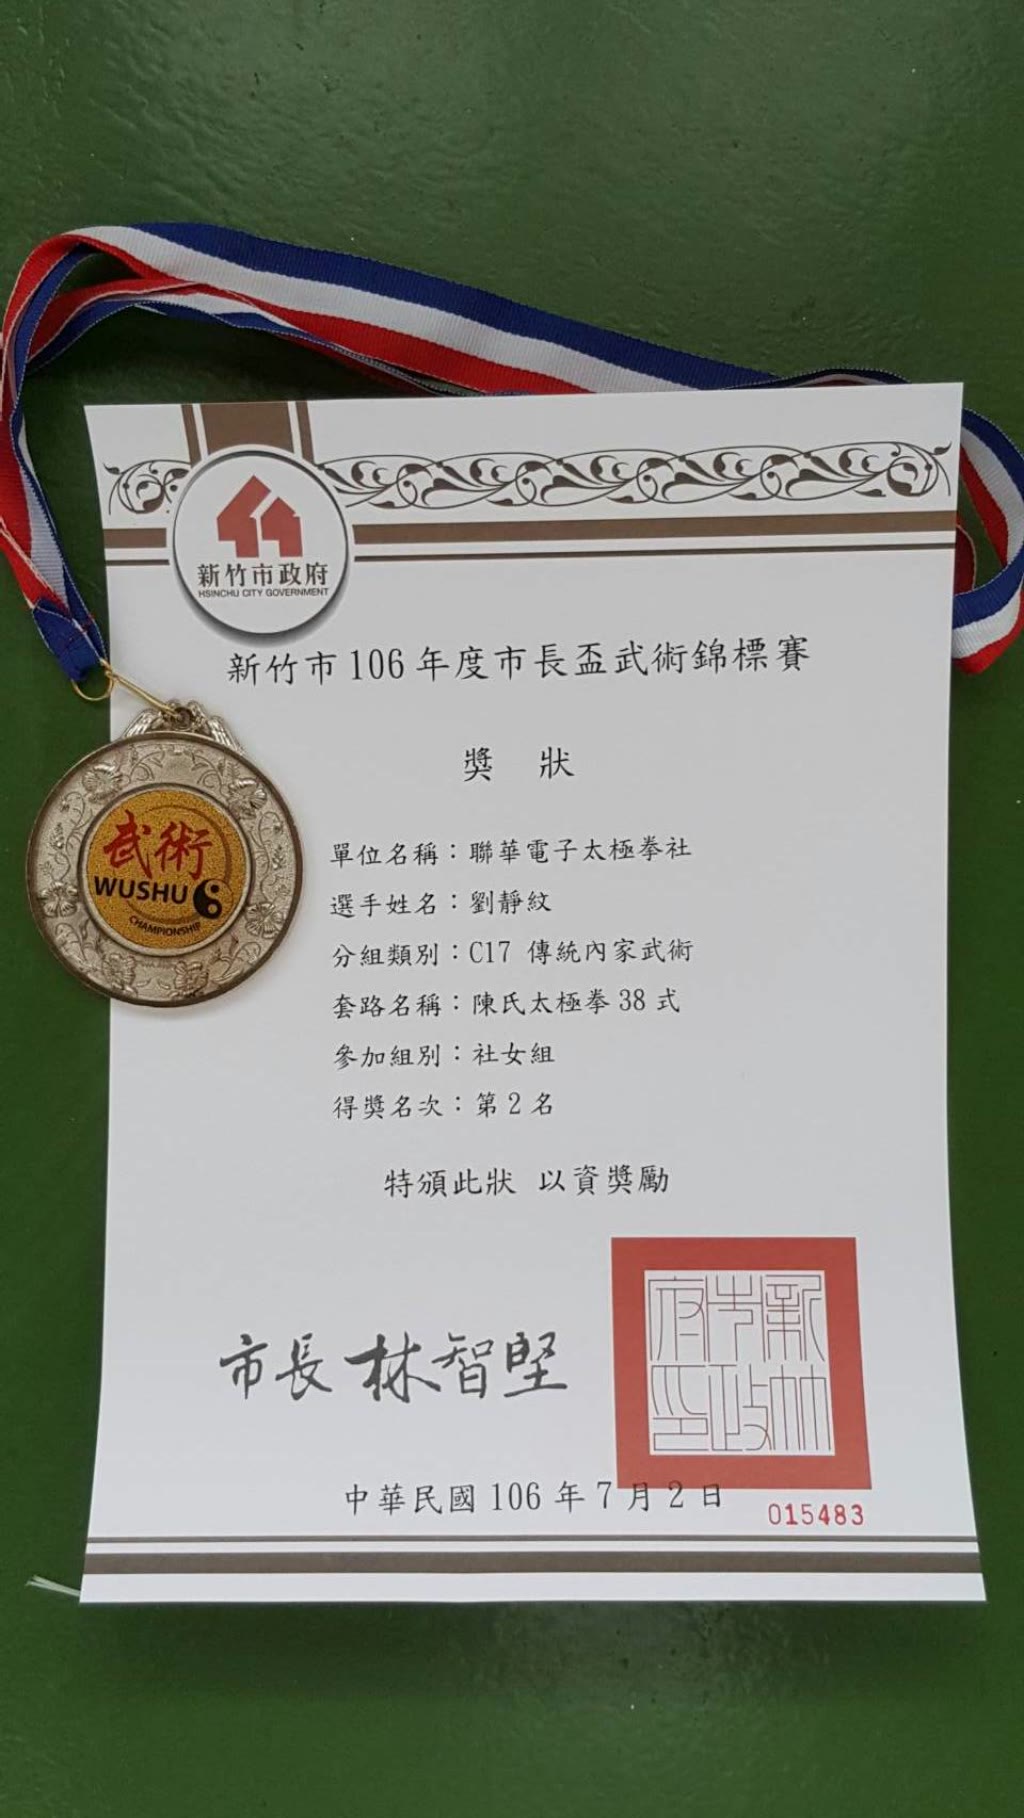 新竹市政府
HSINCHU CITY GOVERNMENT
新竹市106年度市長盃武術錦標賽
獎 狀
武術
WUSHU
CHAMPIONSHIP
單位名稱：聯華電子太極拳社
選手姓名：劉靜紋
分組類別：C17 傳統內家武術
套路名稱：陳氏太極拳38式
參加組別：社女組
得獎名次：第2名
特頒此狀 以資獎勵
市長 林智堅
新竹市政府印
中華民國106年7月2日
015483